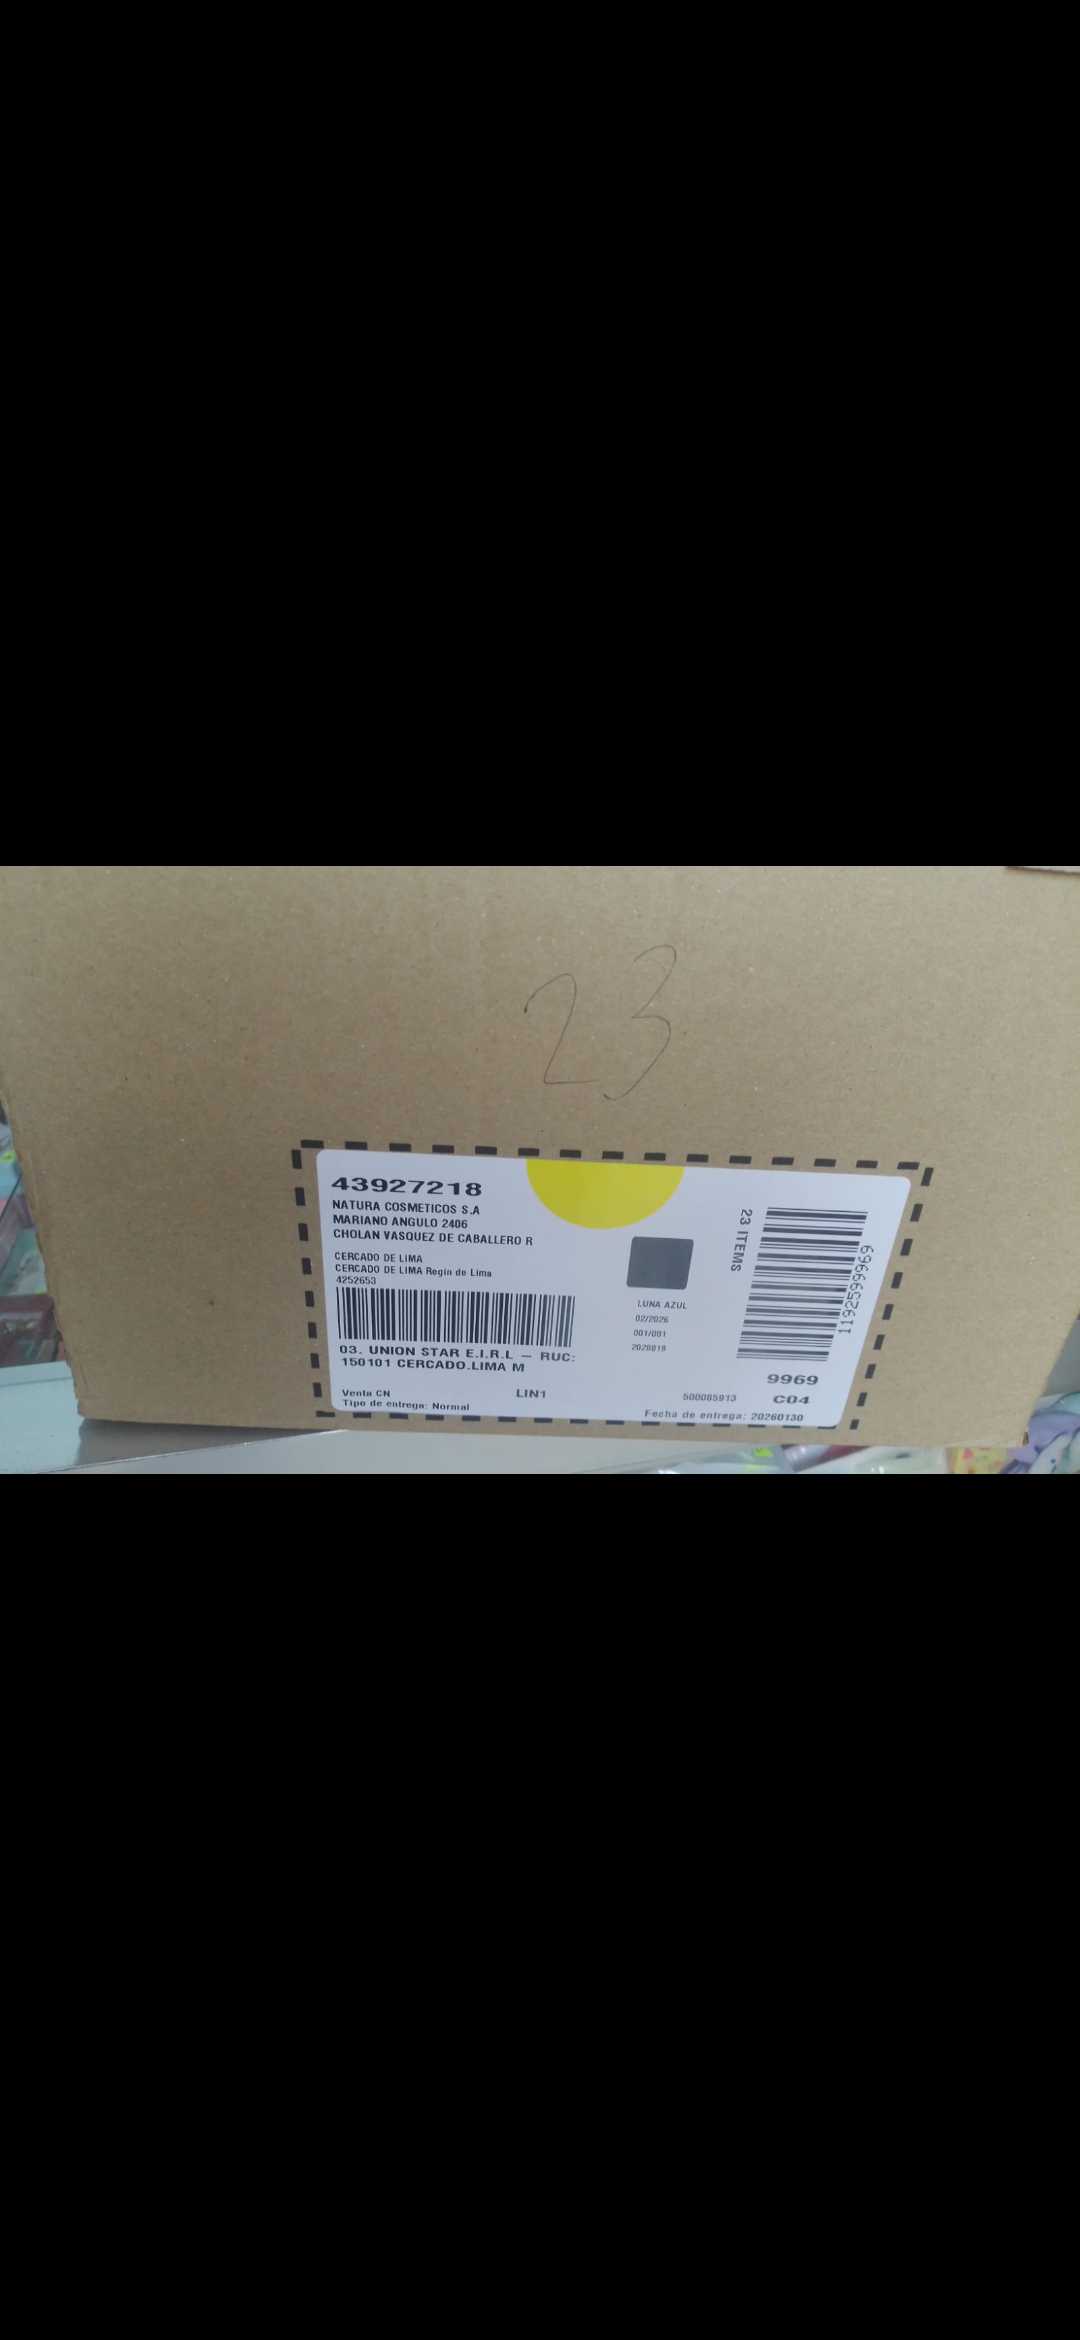 23
43927218
NATURA COSMETICOS S.A
MARIANO ANGULO 2406
CHOLAN VASQUEZ DE CABALLERO R
CERCADO DE LIMA
CERCADO DE LIMA Regin de Lima
4252653
03. UNION STAR E.I.R.L – RUC:
150101 CERCADO.LIMA M
Venta CN
Tipo de entrega: Normal
LIN1
LUNA AZUL
02/2026
001/001
23 ITEMS
1192599969
9969
500085913
C04
Fecha de entrega: 20260130